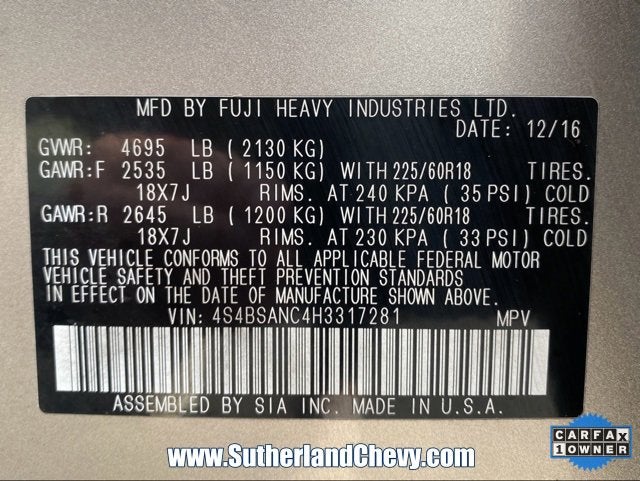 MFD BY FUJI HEAVY INDUSTRIES LTD.
DATE: 12/16
GVWR: 4695 LB ( 2130 KG)
GAWR:F 2535 LB ( 1150 KG) WITH 225/60R18 TIRES.
18X7J RIMS. AT 240 KPA ( 35 PSI) COLD
GAWR:R 2645 LB ( 1200 KG) WITH 225/60R18 TIRES.
18X7J RIMS. AT 230 KPA ( 33 PSI) COLD
THIS VEHICLE CONFORMS TO ALL APPLICABLE FEDERAL MOTOR
VEHICLE SAFETY AND THEFT PREVENTION STANDARDS
IN EFFECT ON THE DATE OF MANUFACTURE SHOWN ABOVE.
VIN: 4S4BSANC4H3317281 MPV
ASSEMBLED BY SIA INC. MADE IN U.S.A.
www.SutherlandChevy.com
CARFAX
1 OWNER